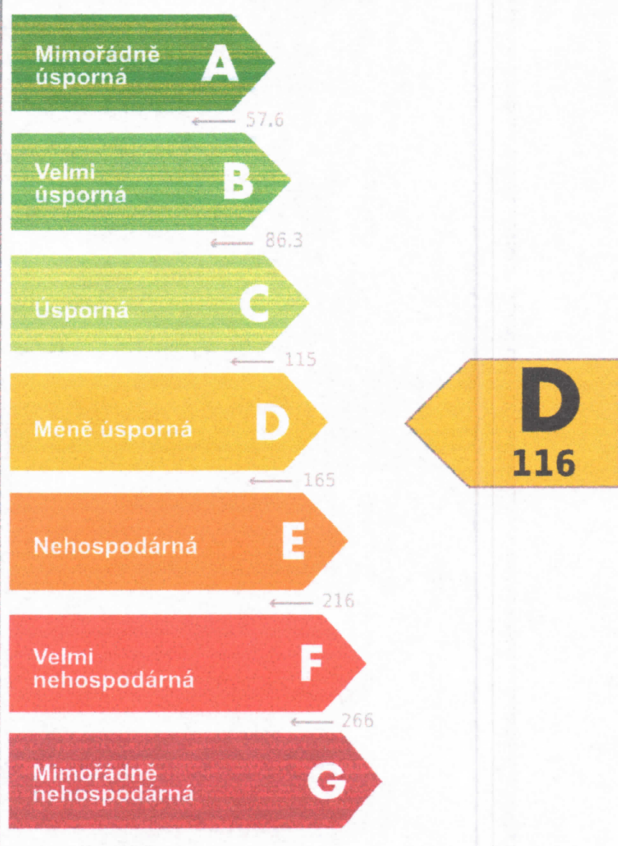 Mimořádně
úsporná
A
57.6
Velmi
úsporná
B
86.3
Úsporná
C
115
Méně úsporná
D
D
116
165
Nehospodárná
E
216
Velmi
nehospodárná
F
266
Mimořádně
nehospodárná
G